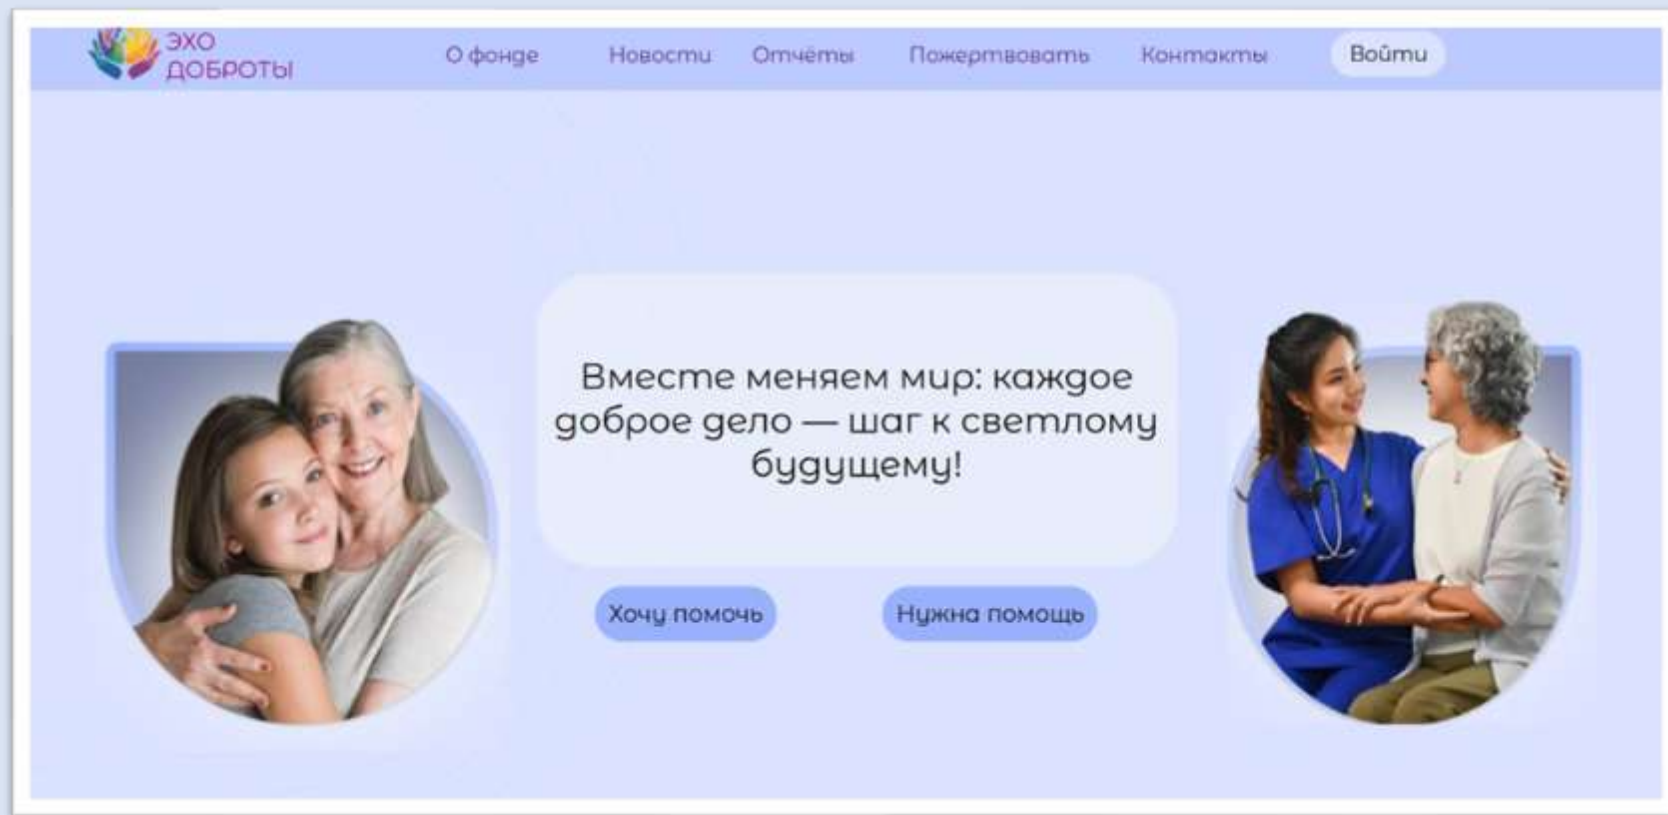 ЭХО
ДОБРОТЫ
О фонде Новости Отчёты Пожертвовать Контакты Войти
Вместе меняем мир: каждое
доброе дело — шаг к светлому
будущему!
Хочу помочь Нужна помощь